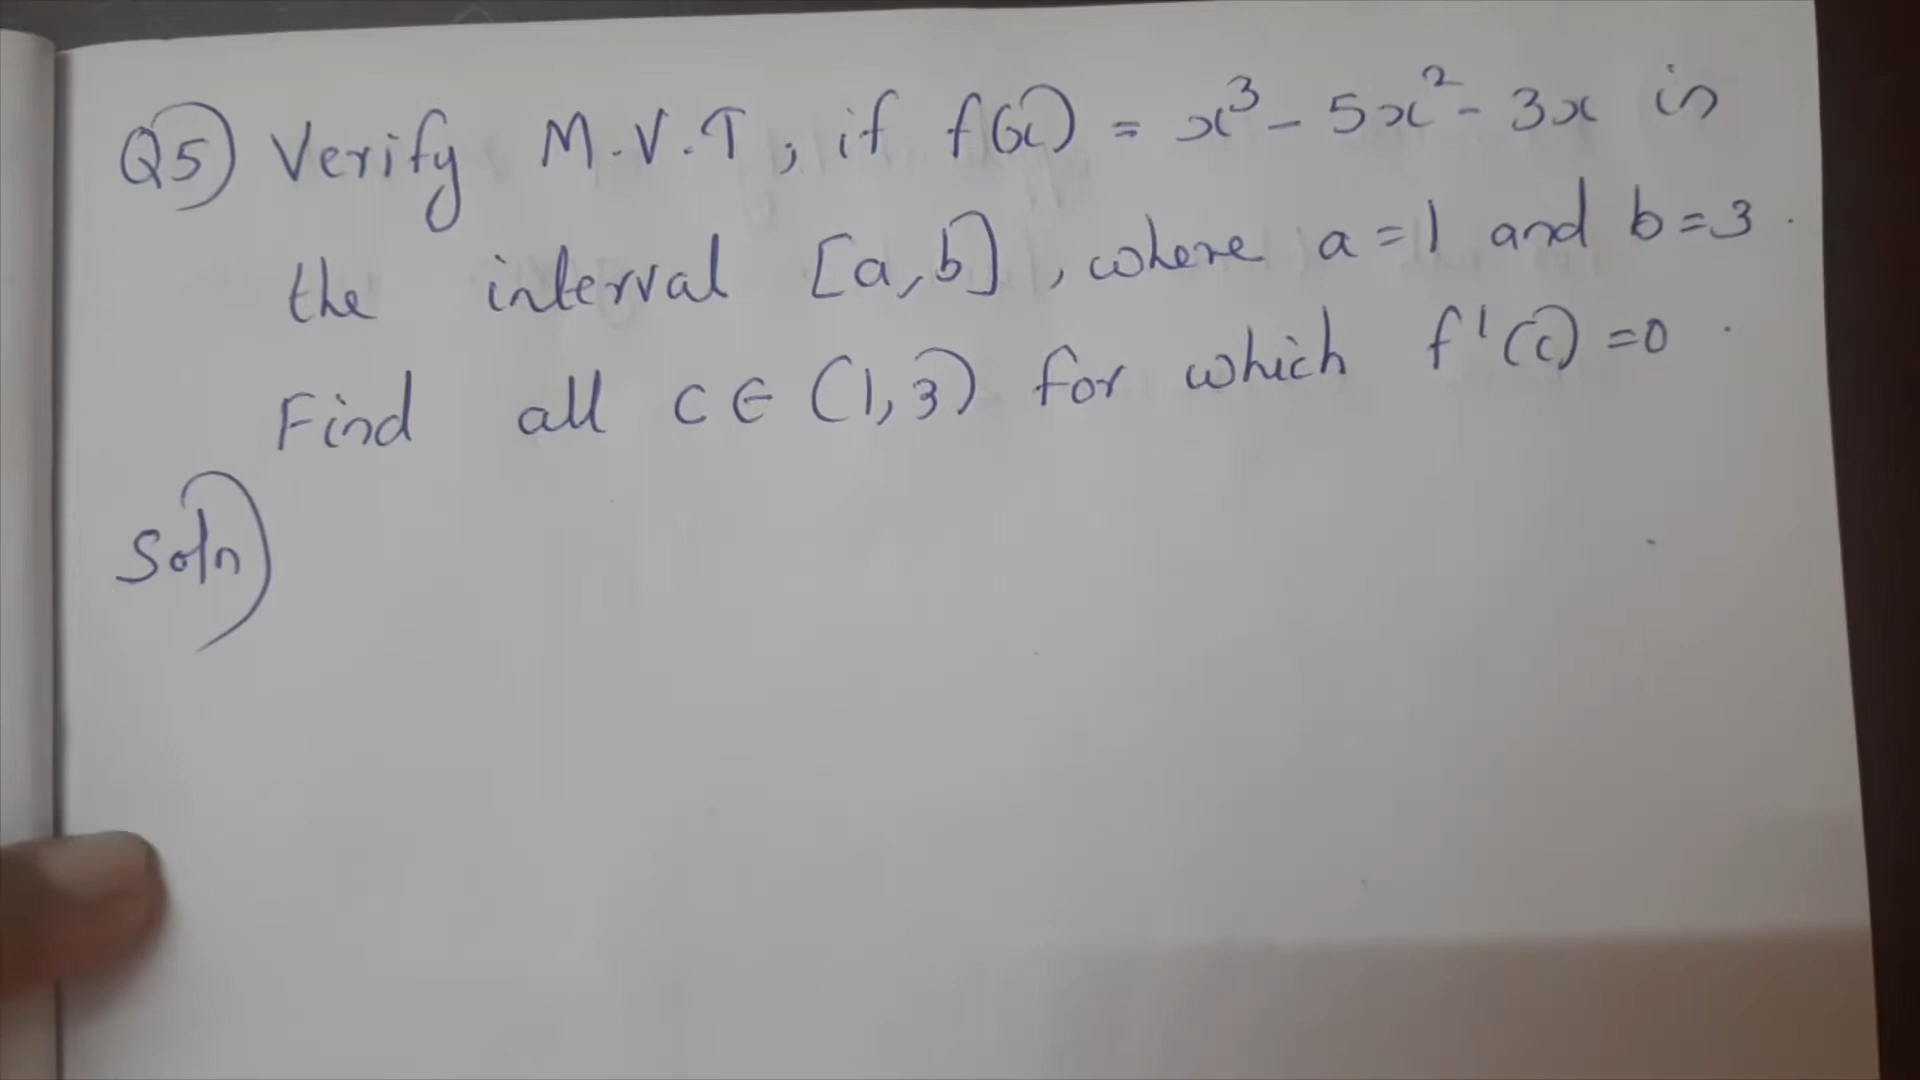 Q5) Verify M.V.T, if f(x) = x³ - 5x² - 3x in
the interval [a,b], where a=1 and b=3.
Find all c ∈ (1,3) for which f'(c) = 0.
Soln)